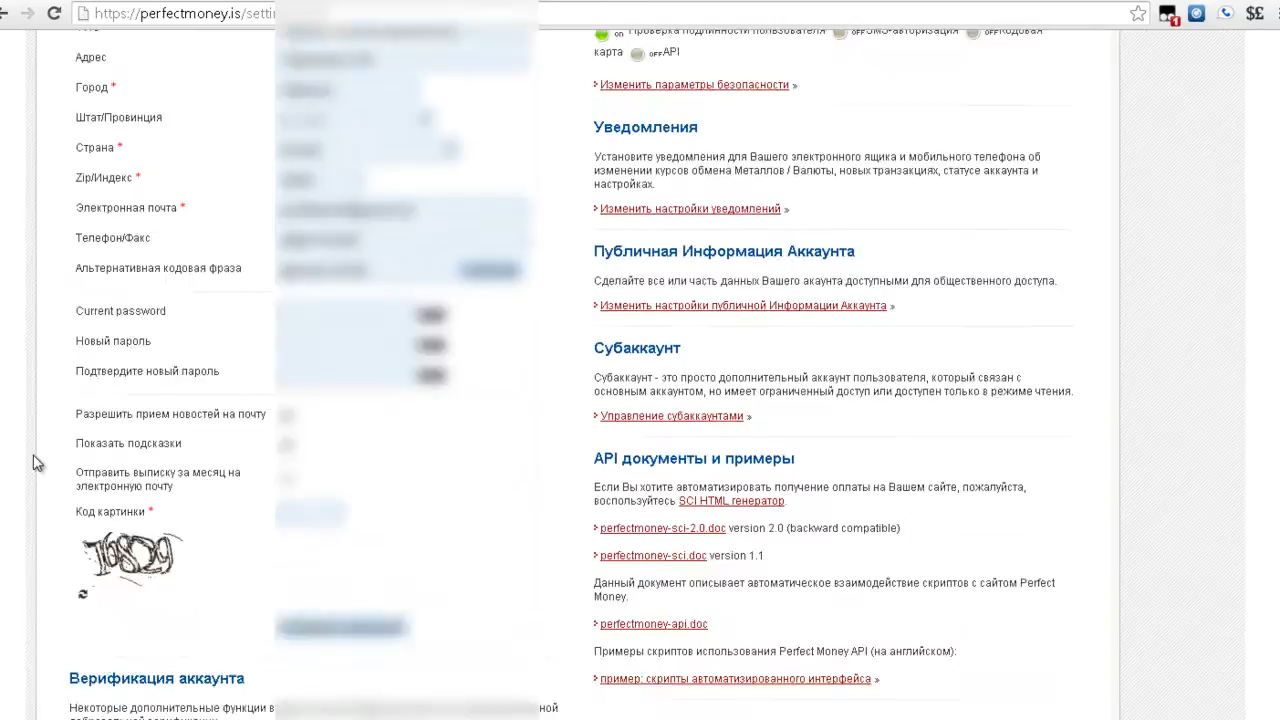 https://perfectmoney.is/setti
Адрес
Город *
Штат/Провинция
Страна *
Zip/Индекс *
Электронная почта *
Телефон/Факс
Альтернативная кодовая фраза
Current password
Новый пароль
Подтвердите новый пароль
Разрешить прием новостей на почту
Показать подсказки
Отправить выписку за месяц на
электронную почту
Код картинки *
16829
Верификация аккаунта
Некоторые дополнительные функции в
ной
on Проверка подлинности пользователя OFF SMS-авторизация OFF Кодовая
карта OFF API
Изменить параметры безопасности »
Уведомления
Установите уведомления для Вашего электронного ящика и мобильного телефона об
изменении курсов обмена Металлов / Валюты, новых транзакциях, статусе аккаунта и
настройках.
Изменить настройки уведомлений »
Публичная Информация Аккаунта
Сделайте все или часть данных Вашего акаунта доступными для общественного доступа.
Изменить настройки публичной Информации Аккаунта »
Субаккаунт
Субаккаунт - это просто дополнительный аккаунт пользователя, который связан с
основным аккаунтом, но имеет ограниченный доступ или доступен только в режиме чтения.
Управление субаккаунтами »
API документы и примеры
Если Вы хотите автоматизировать получение оплаты на Вашем сайте, пожалуйста,
воспользуйтесь SCI HTML генератор.
perfectmoney-sci-2.0.doc version 2.0 (backward compatible)
perfectmoney-sci.doc version 1.1
Данный документ описывает автоматическое взаимодействие скриптов с сайтом Perfect
Money.
perfectmoney-api.doc
Примеры скриптов использования Perfect Money API (на английском):
пример: скрипты автоматизированного интерфейса »